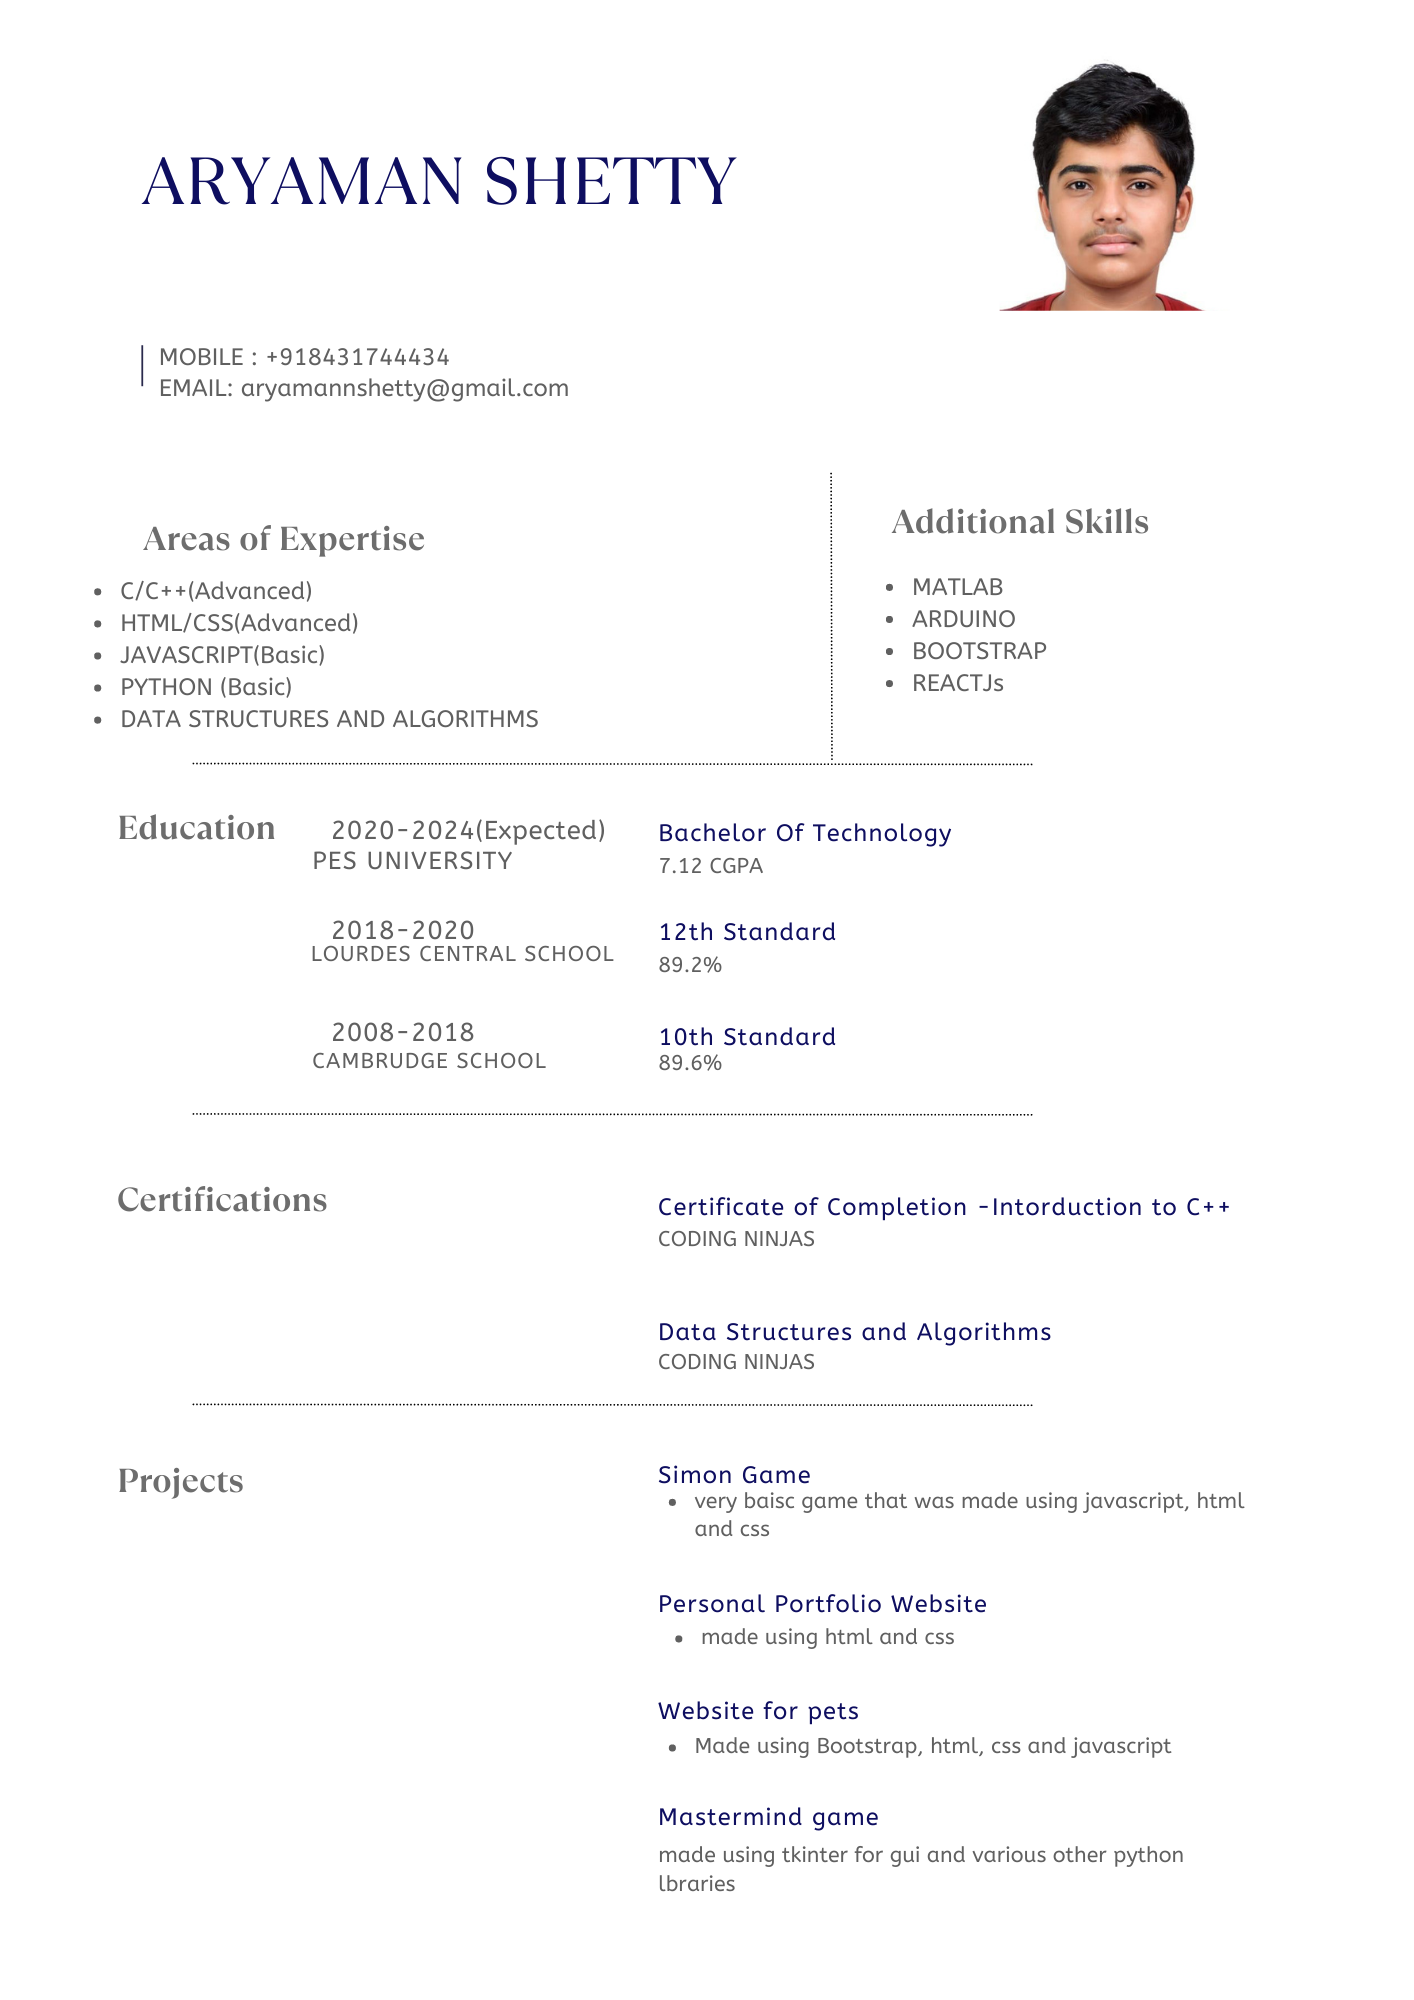 ARYAMAN SHETTY
MOBILE : +918431744434
EMAIL: aryamannshetty@gmail.com
Areas of Expertise
• C/C++(Advanced)
• HTML/CSS(Advanced)
• JAVASCRIPT(Basic)
• PYTHON (Basic)
• DATA STRUCTURES AND ALGORITHMS
Additional Skills
• MATLAB
• ARDUINO
• BOOTSTRAP
• REACTJs
Education
2020-2024(Expected)
PES UNIVERSITY
Bachelor Of Technology
7.12 CGPA
2018-2020
LOURDES CENTRAL SCHOOL
12th Standard
89.2%
2008-2018
CAMBRUDGE SCHOOL
10th Standard
89.6%
Certifications
Certificate of Completion -Intorduction to C++
CODING NINJAS
Data Structures and Algorithms
CODING NINJAS
Projects
Simon Game
• very baisc game that was made using javascript, html
and css
Personal Portfolio Website
• made using html and css
Website for pets
• Made using Bootstrap, html, css and javascript
Mastermind game
made using tkinter for gui and various other python
lbraries